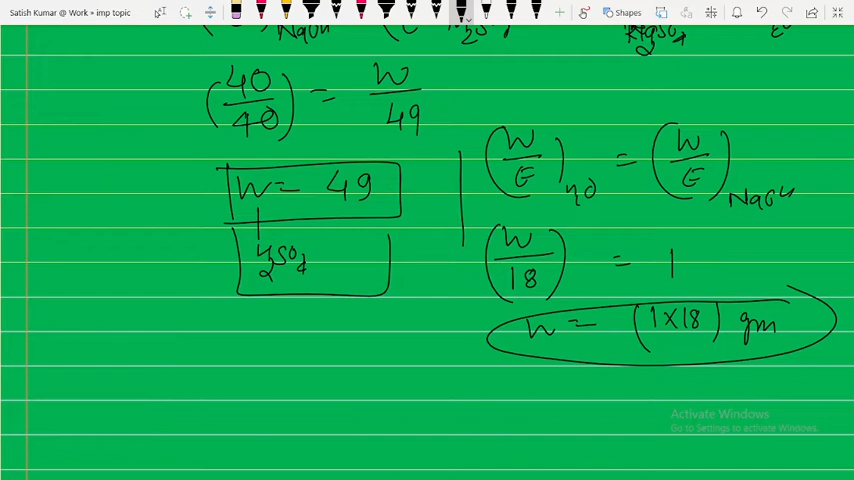 Satish Kumar @ Work » imp topic
Shapes
NaOH
(40/40) = W/49
W = 49
H2SO4
(W/E)H2O = (W/E)NaOH
(W/18) = 1
W = (1×18) gm
Activate Windows
Go to Settings to activate Windows.